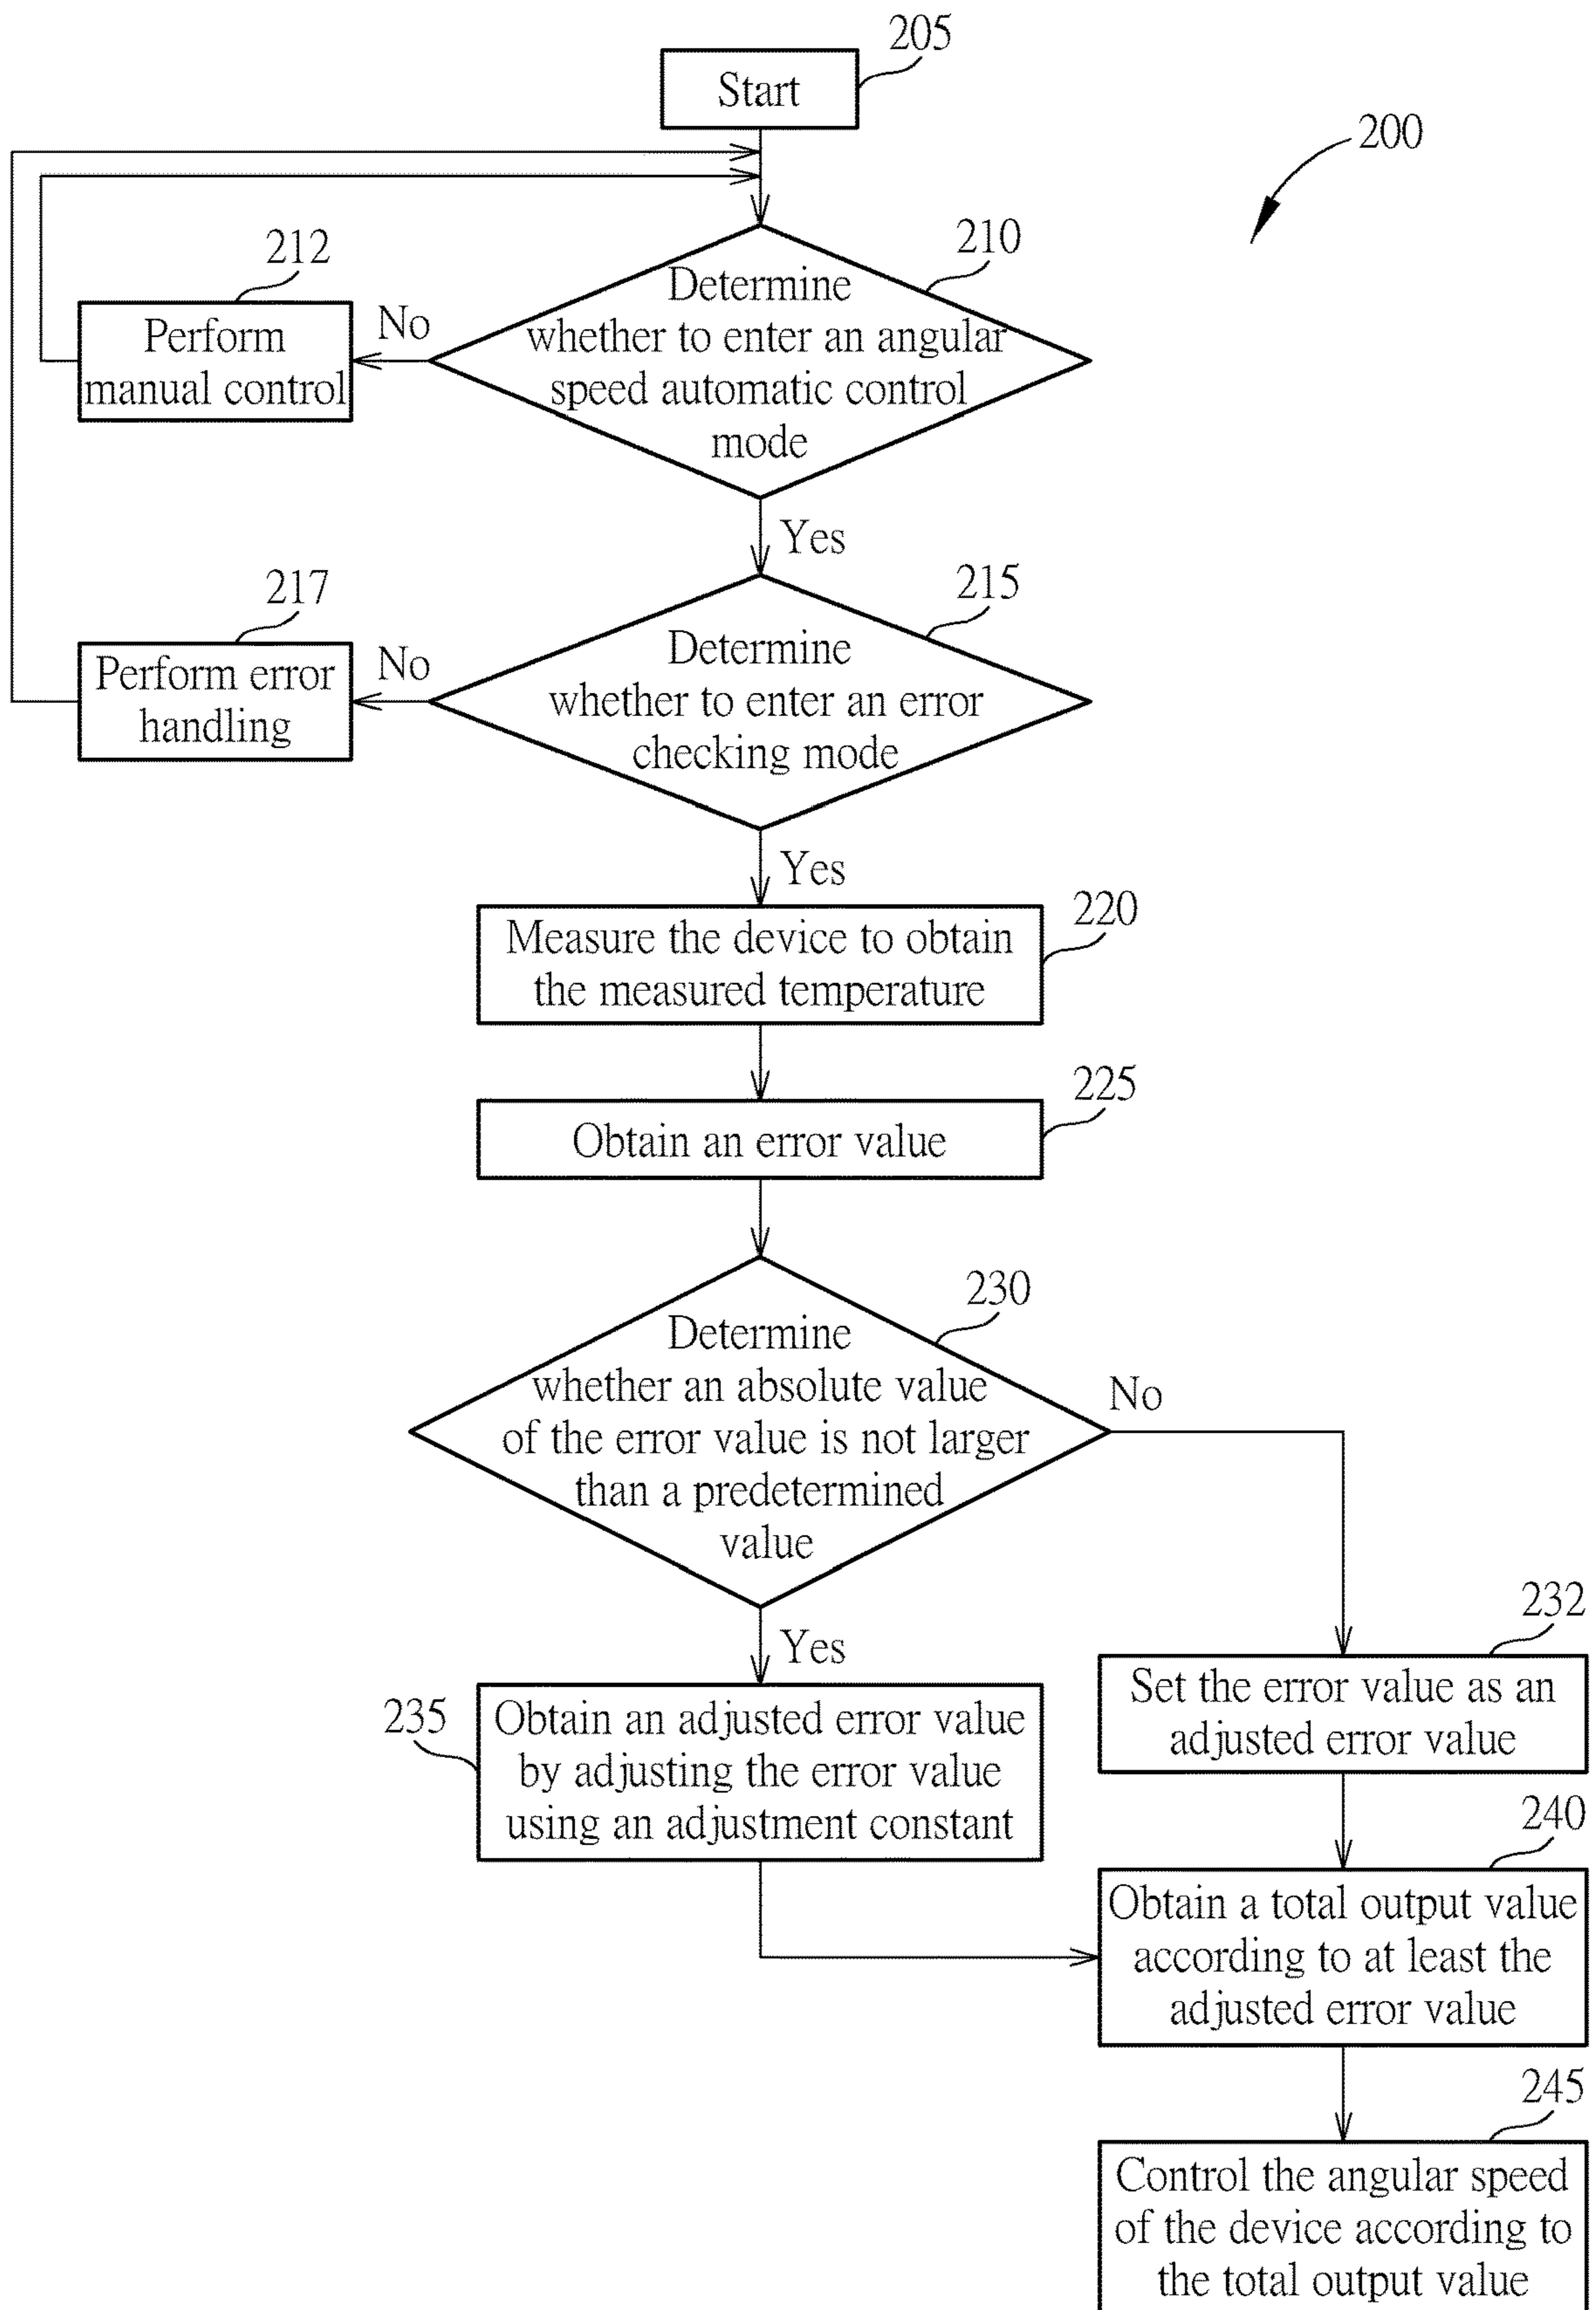 205
Start
200
210
Determine
whether to enter an angular
speed automatic control
mode
212
Perform
manual control
No
Yes
215
Determine
whether to enter an error
checking mode
217
Perform error
handling
No
Yes
220
Measure the device to obtain
the measured temperature
225
Obtain an error value
230
Determine
whether an absolute value
of the error value is not larger
than a predetermined
value
No
Yes
232
Set the error value as an
adjusted error value
235
Obtain an adjusted error value
by adjusting the error value
using an adjustment constant
240
Obtain a total output value
according to at least the
adjusted error value
245
Control the angular speed
of the device according to
the total output value